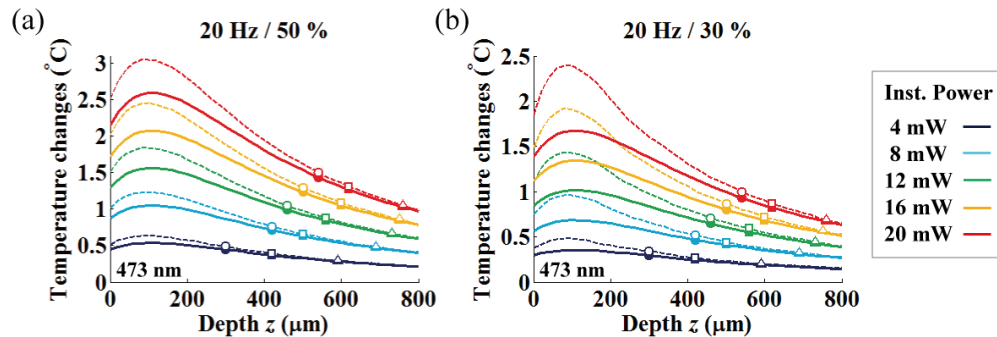 (a)
20 Hz / 50 %
Temperature changes (°C)
3
2.5
2
1.5
1
0.5
0
473 nm
0 200 400 600 800
Depth z (μm)
(b)
20 Hz / 30 %
Temperature changes (°C)
2.5
2
1.5
1
0.5
0
473 nm
0 200 400 600 800
Depth z (μm)
Inst. Power
4 mW
8 mW
12 mW
16 mW
20 mW